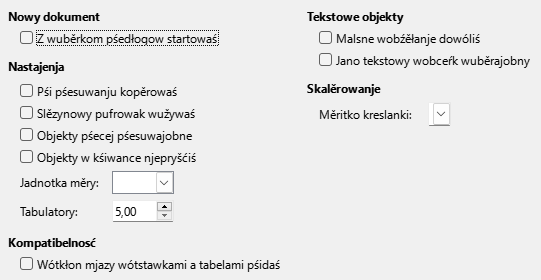 Nowy dokument
Z wuběrkom pśedłogow startowaś
Nastajenja
Pśi pśesuwanju kopěrowaś
Slězynowy pufrowak wužywaś
Objekty pśecej pśesuwajobne
Objekty w kśiwance njepryšćiś
Jadnotka měry:
Tabulatory: 5,00
Kompatibelnosć
Wótkłon mjazy wótstawkami a tabelami pśidaś
Tekstowe objekty
Malsne wobźěłanje dowóliś
Jano tekstowy wobceŕk wuběrajobny
Skalěrowanje
Měritko kreslanki: